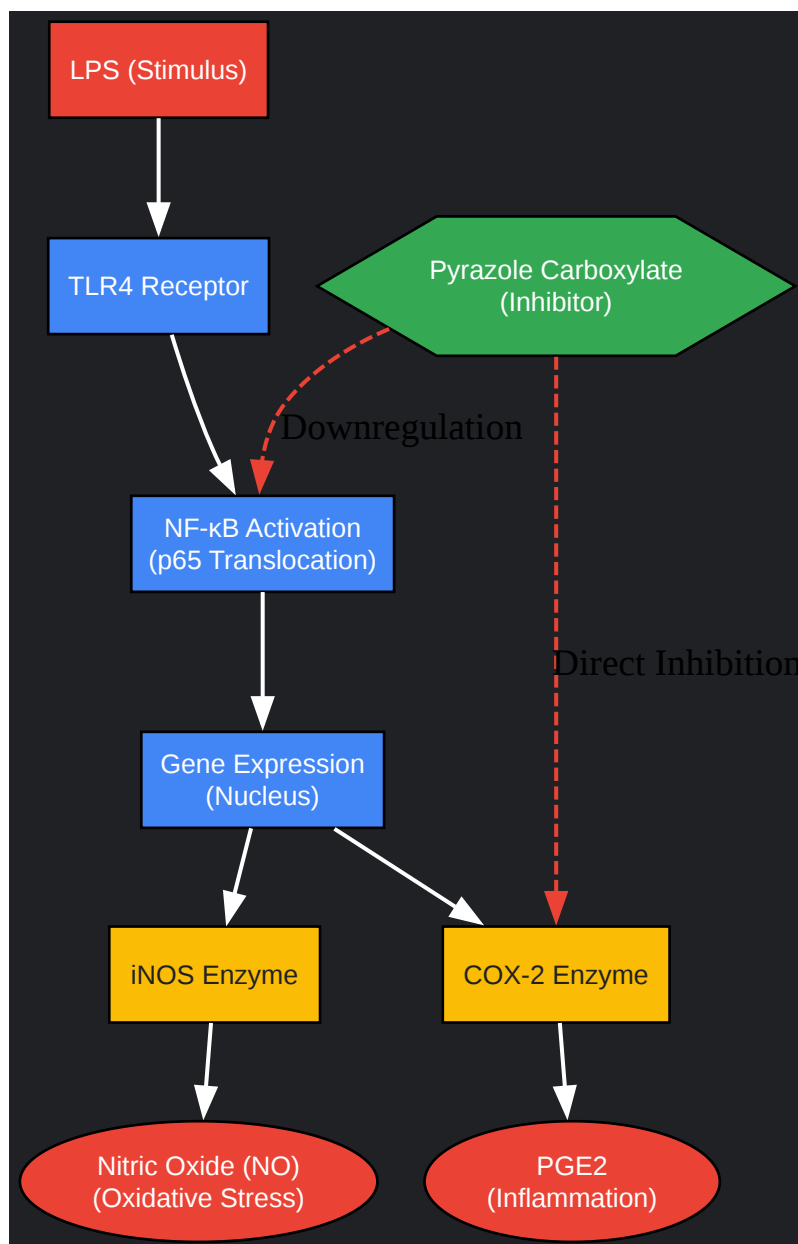 LPS (Stimulus)
TLR4 Receptor
Pyrazole Carboxylate
(Inhibitor)
Downregulation
NF-κB Activation
(p65 Translocation)
Direct Inhibition
Gene Expression
(Nucleus)
iNOS Enzyme
COX-2 Enzyme
Nitric Oxide (NO)
(Oxidative Stress)
PGE2
(Inflammation)